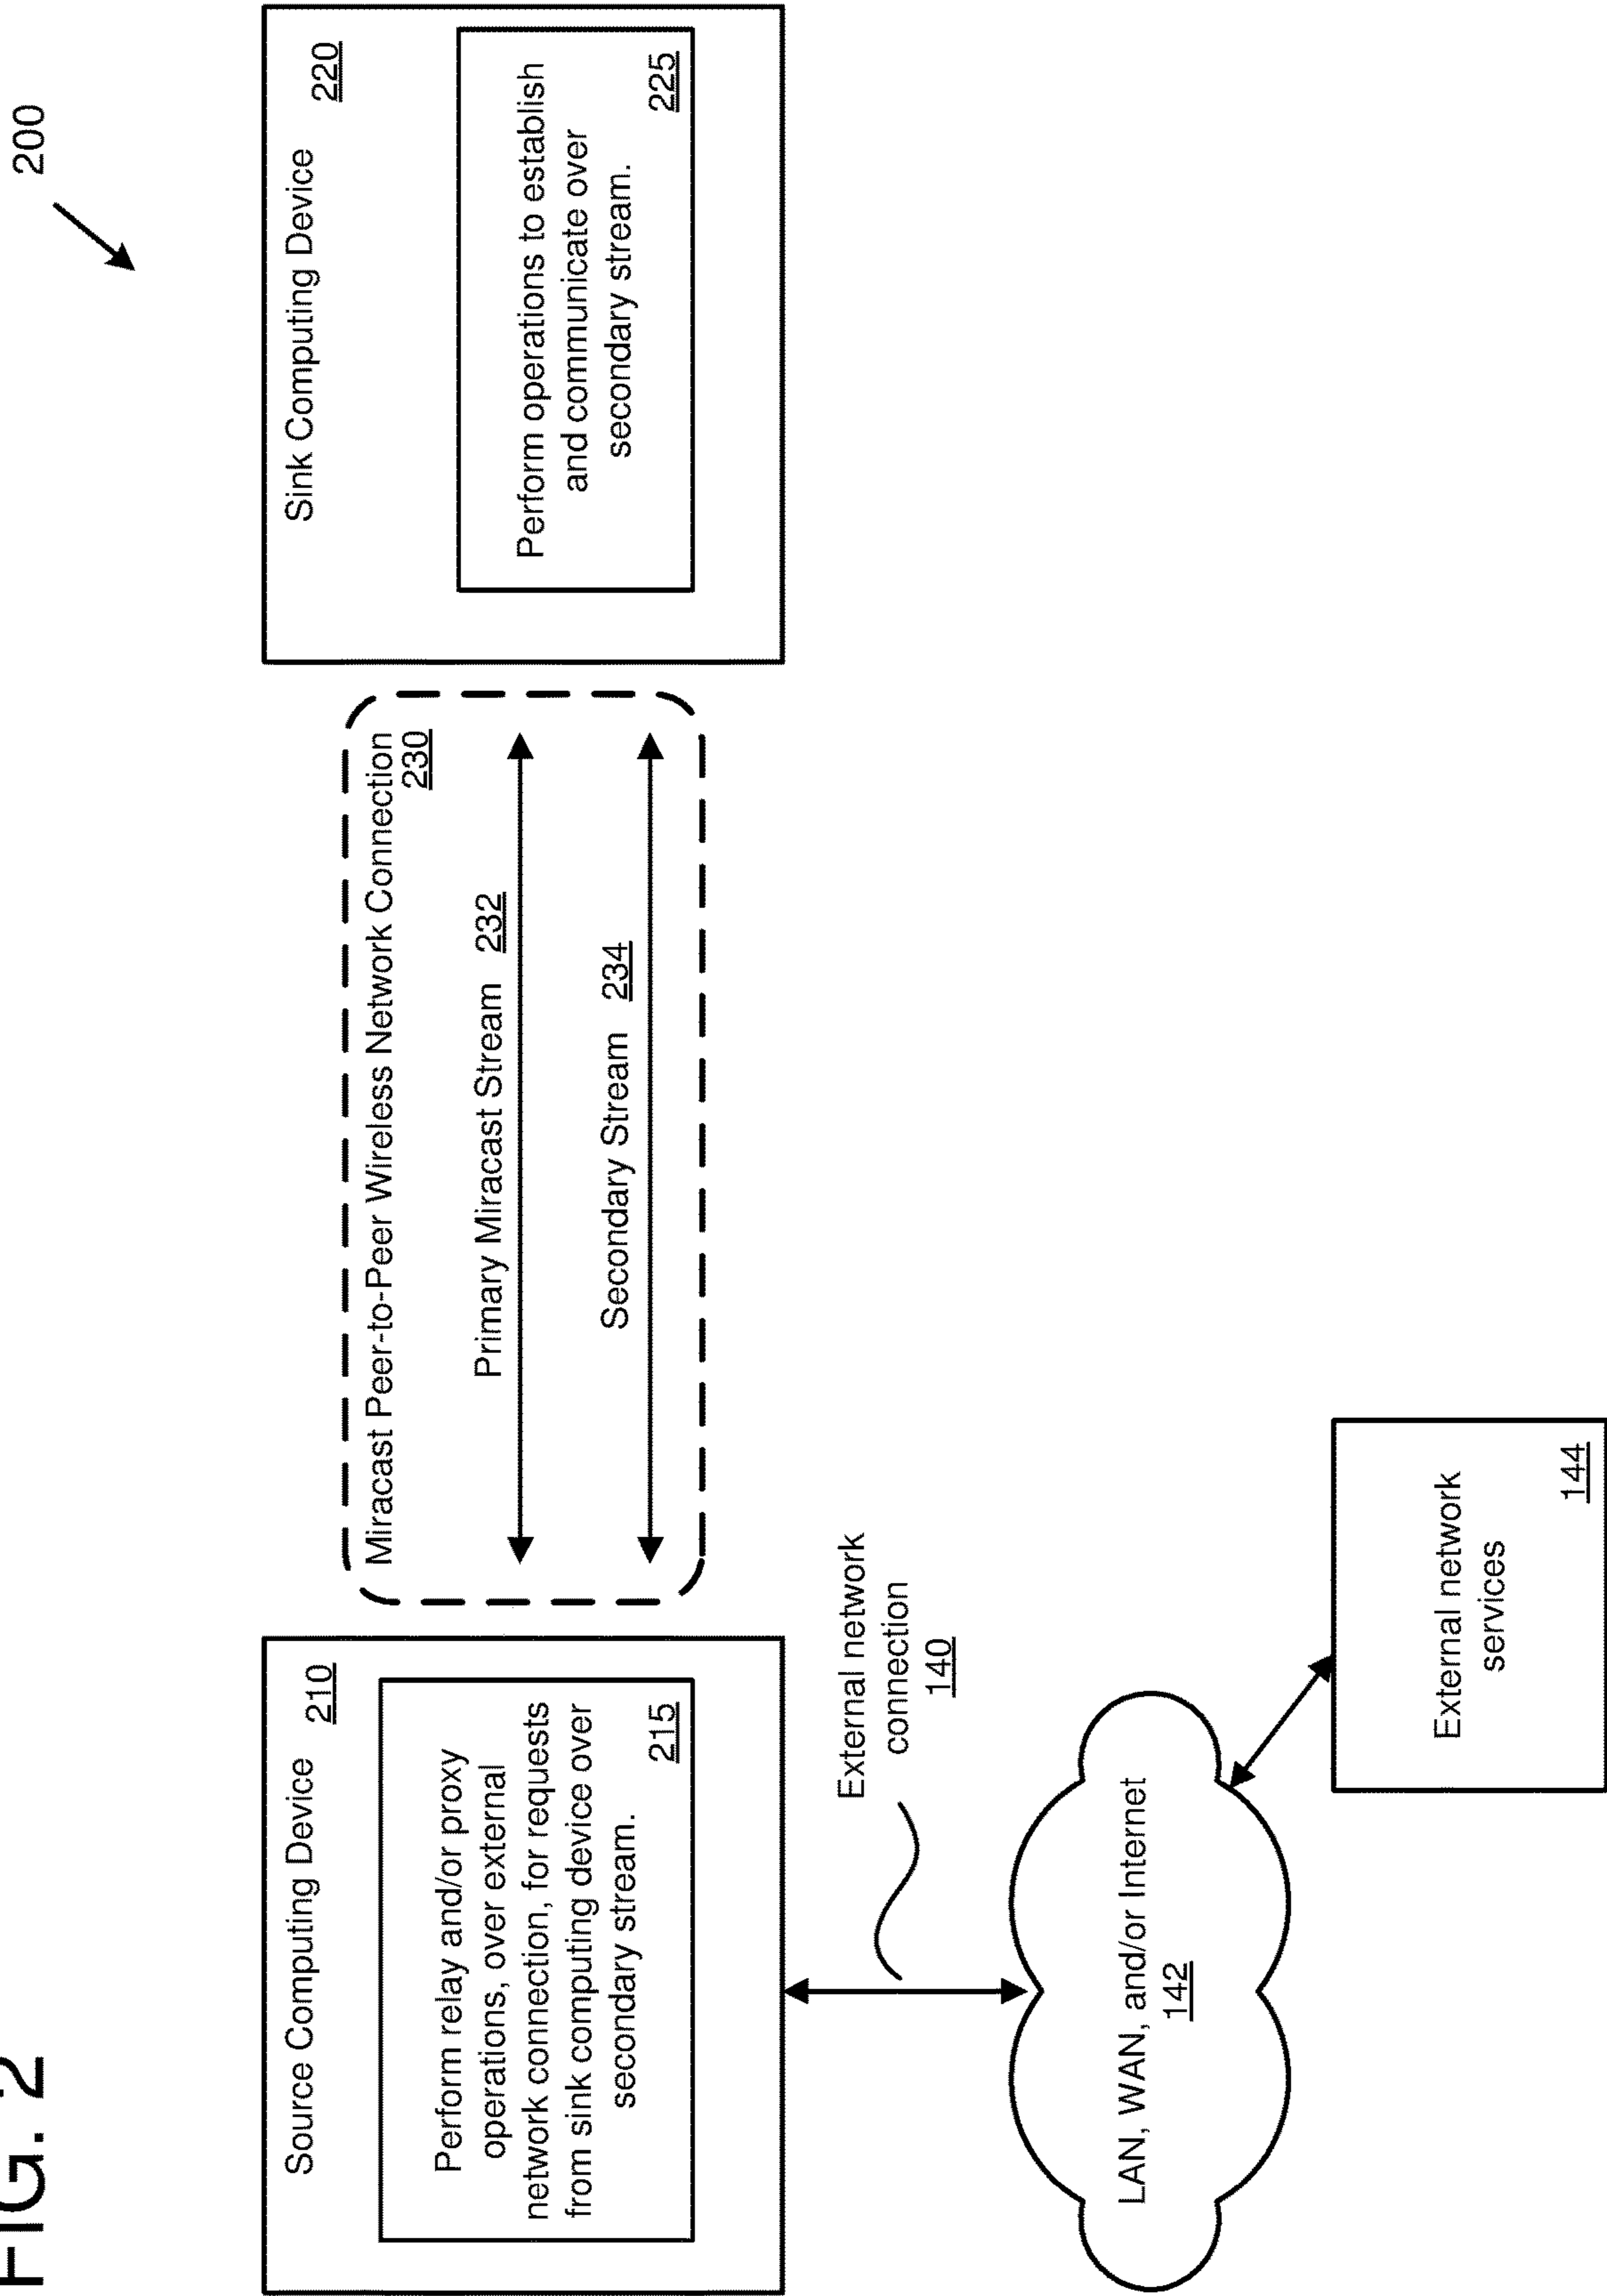 FIG. 2
200
Source Computing Device
210
Perform relay and/or proxy
operations, over external
network connection, for requests
from sink computing device over
secondary stream.
215
Miracast Peer-to-Peer Wireless Network Connection
230
Primary Miracast Stream 232
Secondary Stream 234
Sink Computing Device
220
Perform operations to establish
and communicate over
secondary stream.
225
External network
connection
140
LAN, WAN, and/or Internet
142
External network
services
144